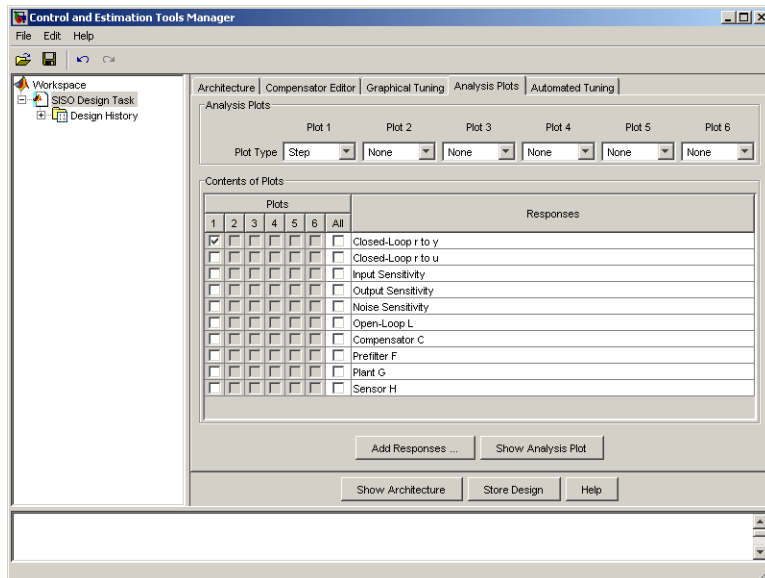 Control and Estimation Tools Manager
File Edit Help
Workspace
SISO Design Task
Design History
Architecture Compensator Editor Graphical Tuning Analysis Plots Automated Tuning
Analysis Plots
Plot 1 Plot 2 Plot 3 Plot 4 Plot 5 Plot 6
Plot Type Step None None None None None
Contents of Plots
Plots Responses
1 2 3 4 5 6 All
Closed-Loop r to y
Closed-Loop r to u
Input Sensitivity
Output Sensitivity
Noise Sensitivity
Open-Loop L
Compensator C
Prefilter F
Plant G
Sensor H
Add Responses ... Show Analysis Plot
Show Architecture Store Design Help